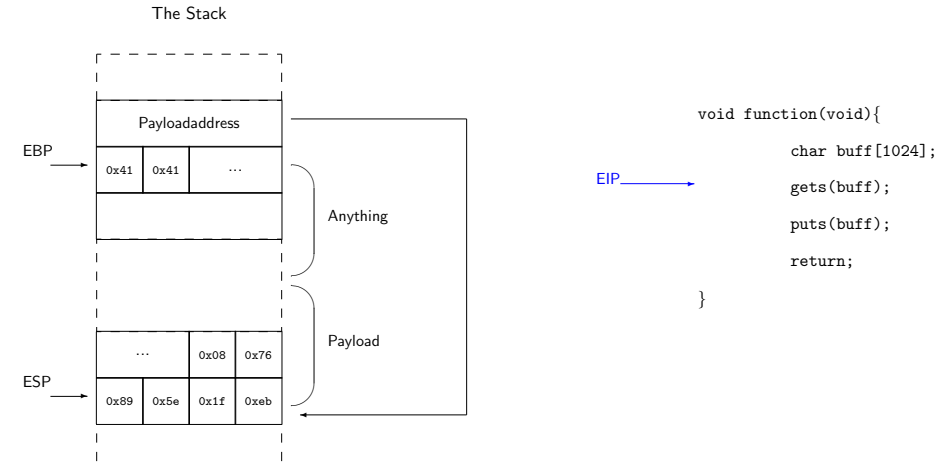 The Stack
Payloadaddress
EBP
0x41 0x41 ...
Anything
Payload
... 0x08 0x76
ESP
0x89 0x5e 0x1f 0xeb
void function(void){
char buff[1024];
EIP
gets(buff);
puts(buff);
return;
}